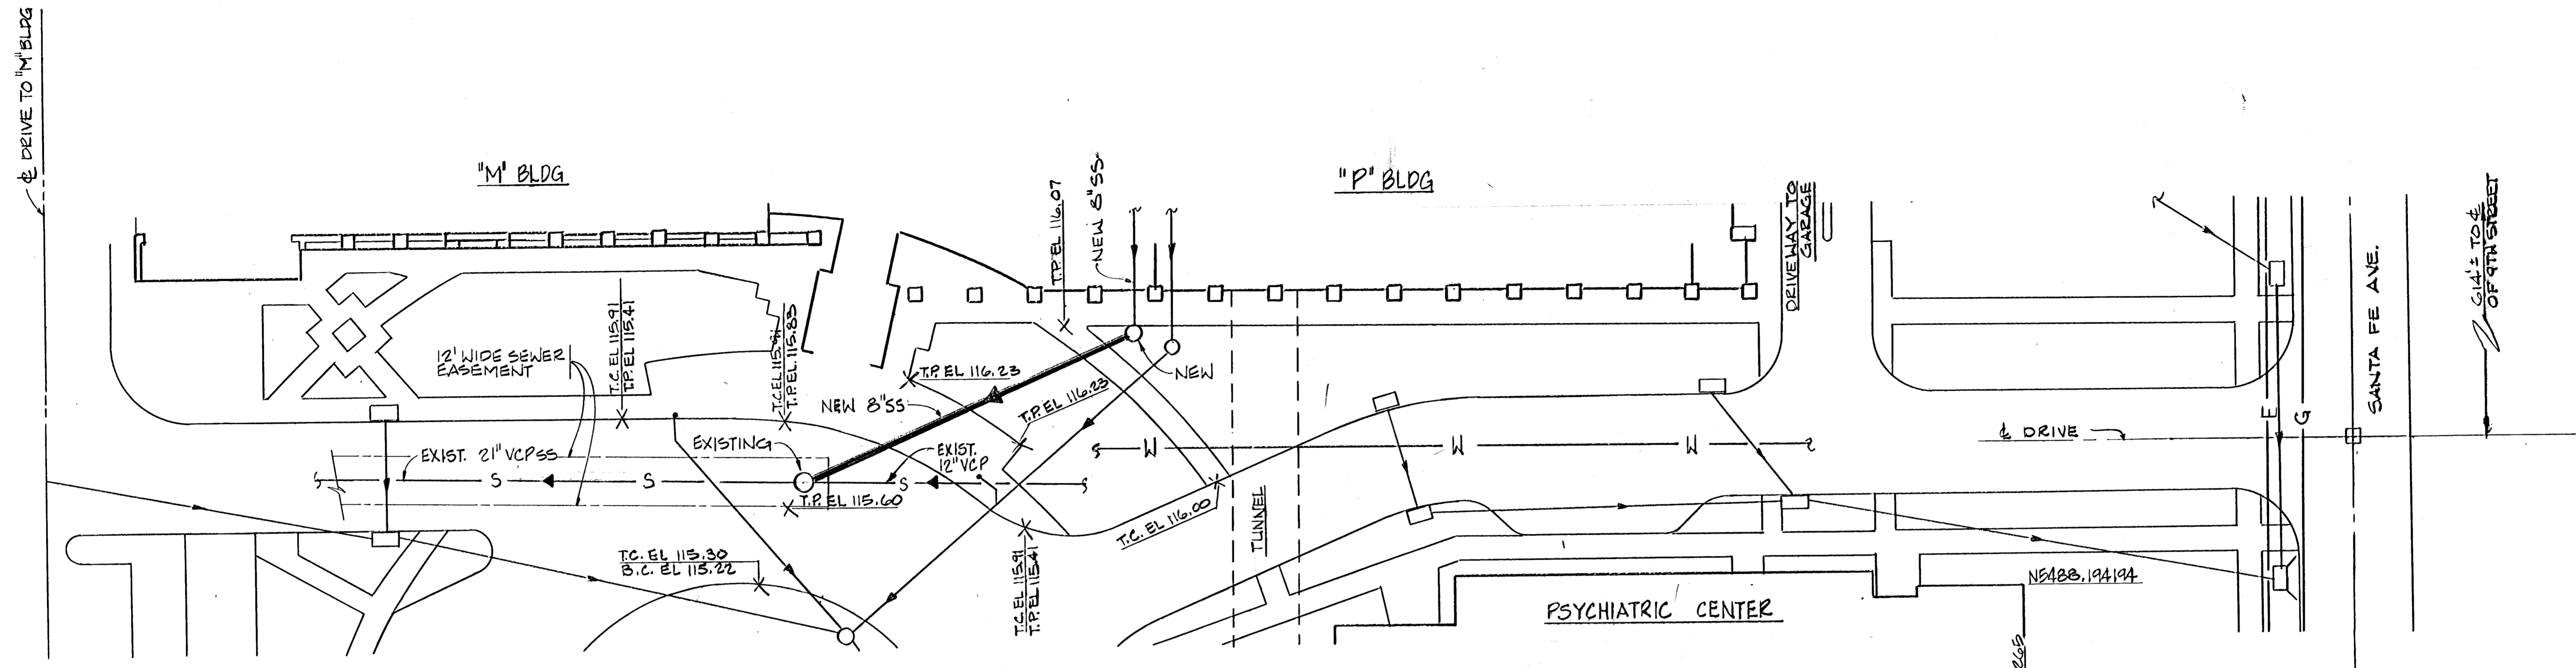 ℄ DRIVE TO "M" BLDG
"M" BLDG
"P" BLDG
T.P. EL 116.07
NEW 8"SS
DRIVEWAY TO
GARAGE
SANTA FE AVE.
614'± TO ℄
OF 9TH STREET
12' WIDE SEWER
EASEMENT
T.C. EL 115.91
T.P. EL 115.41
T.P. EL 115.83
T.P. EL 116.23
NEW
NEW 8"SS
T.P. EL 116.23
EXISTING
EXIST.
12" VCP
EXIST. 21" VCP SS
S
S
S
W
W
W
℄ DRIVE
E
G
T.P. EL 115.60
T.C. EL 116.00
TUNNEL
T.C. EL 115.30
B.C. EL 115.22
T.C. EL 115.91
T.P. EL 115.41
N5488.194194
PSYCHIATRIC CENTER
265